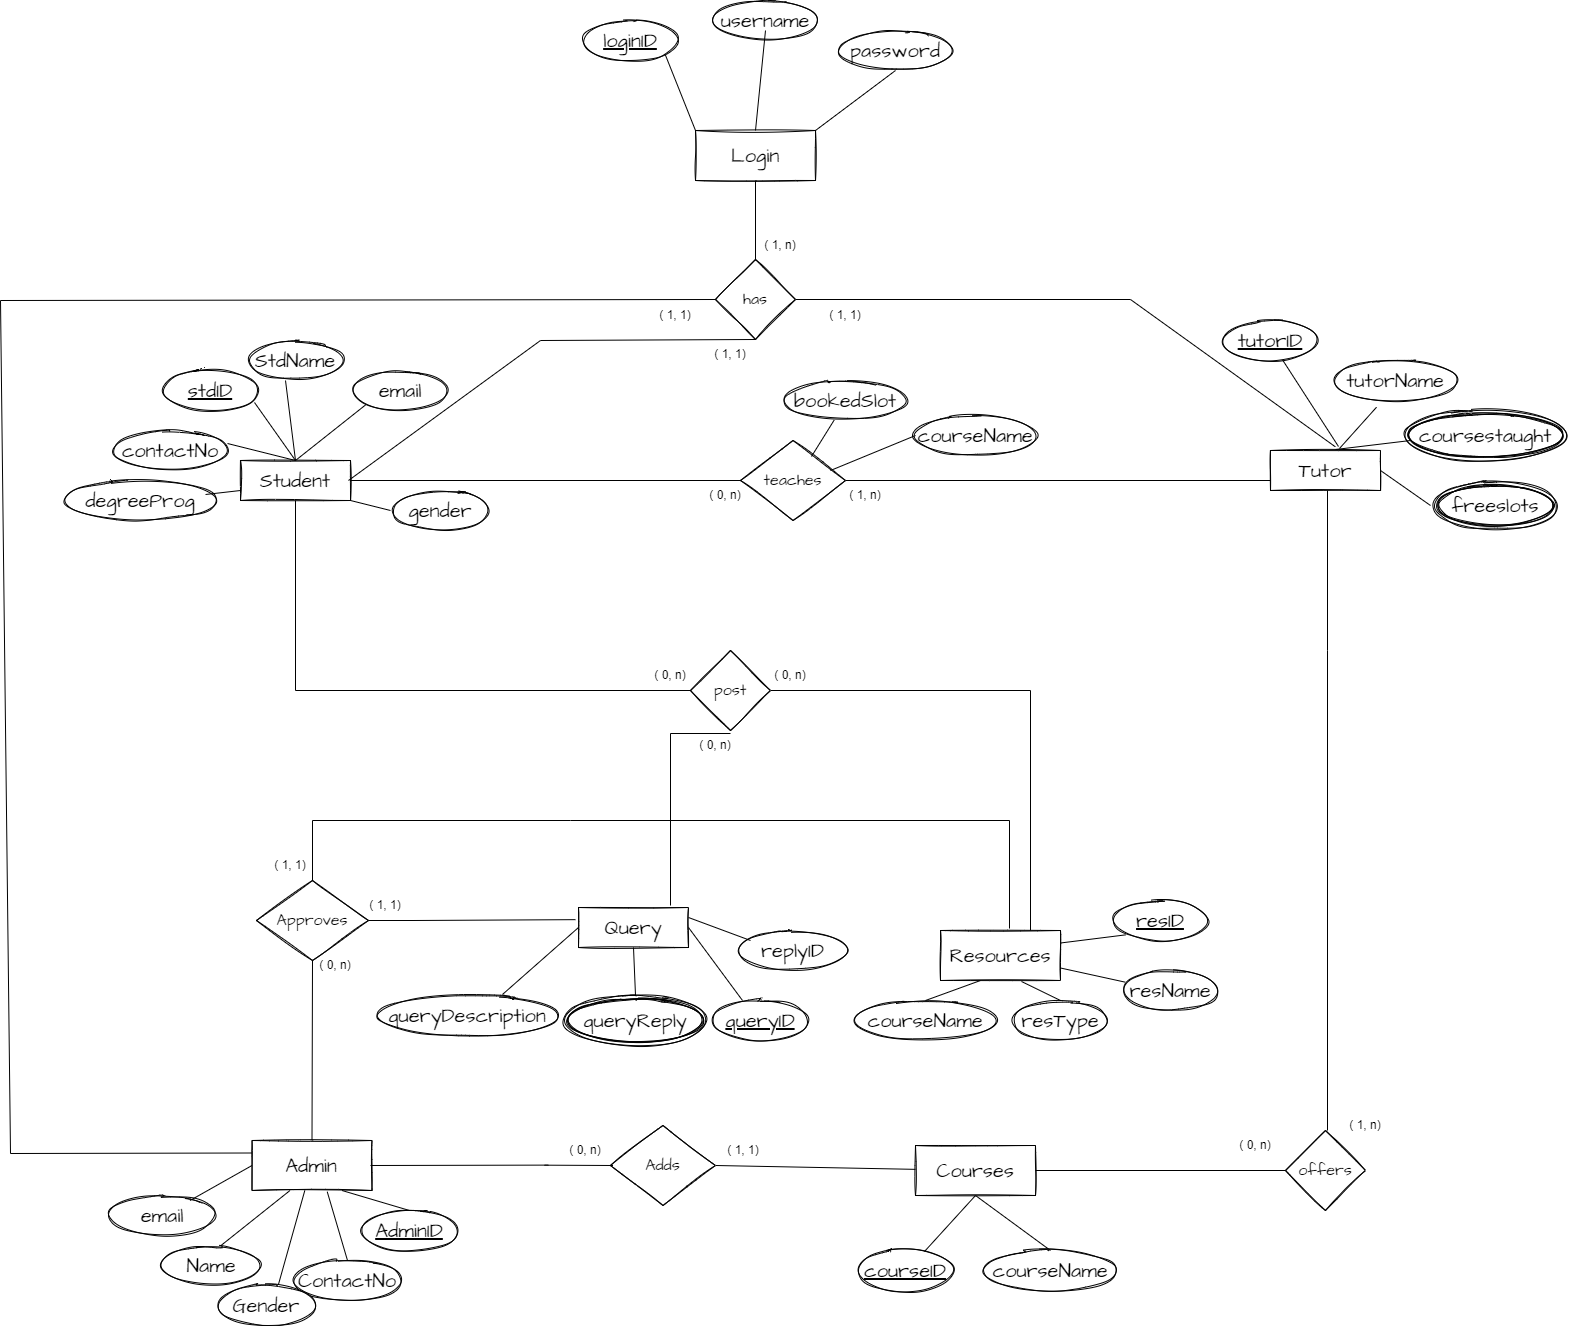 username
loginID
password
Login
( 1, n)
has
( 1, 1)
( 1, 1)
( 1, 1)
StdName
stdID
email
contactNo
degreeProg
Student
gender
bookedSlot
courseName
teaches
( 0, n)
( 1, n)
tutorID
tutorName
coursestaught
Tutor
freeslots
( 0, n)
post
( 0, n)
( 0, n)
( 1, 1)
Approves
( 1, 1)
( 0, n)
Query
replyID
queryDescription
queryReply
queryID
Resources
resID
resName
courseName
resType
Admin
( 0, n)
Adds
( 1, 1)
Courses
( 0, n)
( 1, n)
offers
email
AdminID
Name
ContactNo
Gender
courseID
courseName